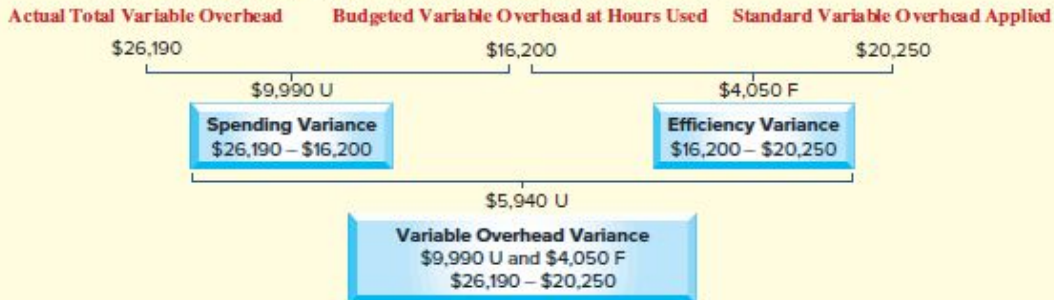 Actual Total Variable Overhead Budgeted Variable Overhead at Hours Used Standard Variable Overhead Applied
$26,190 $16,200 $20,250
$9,990 U $4,050 F
Spending Variance
$26,190 – $16,200
Efficiency Variance
$16,200 – $20,250
$5,940 U
Variable Overhead Variance
$9,990 U and $4,050 F
$26,190 – $20,250